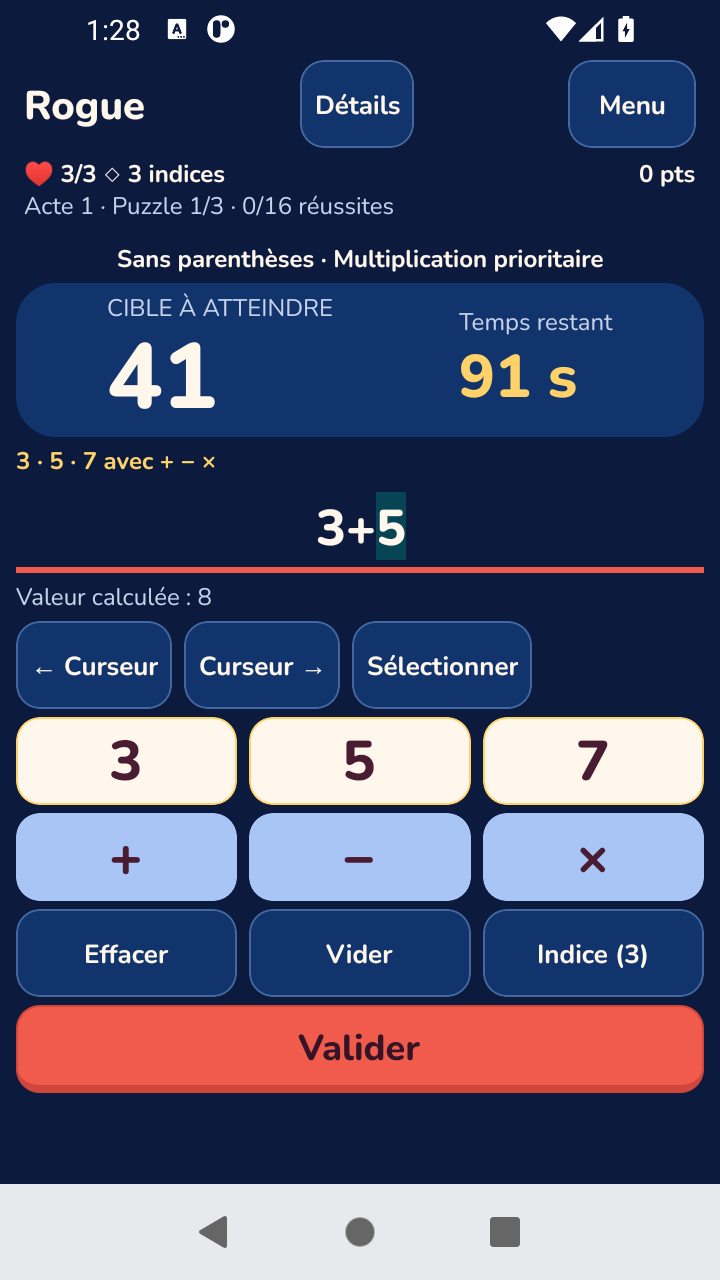 1:28
Rogue
Détails
Menu
❤️ 3/3 ◇ 3 indices
0 pts
Acte 1 · Puzzle 1/3 · 0/16 réussites
Sans parenthèses · Multiplication prioritaire
CIBLE À ATTEINDRE
41
Temps restant
91 s
3 · 5 · 7 avec + − ×
3+5
Valeur calculée : 8
← Curseur
Curseur →
Sélectionner
3
5
7
+
−
×
Effacer
Vider
Indice (3)
Valider